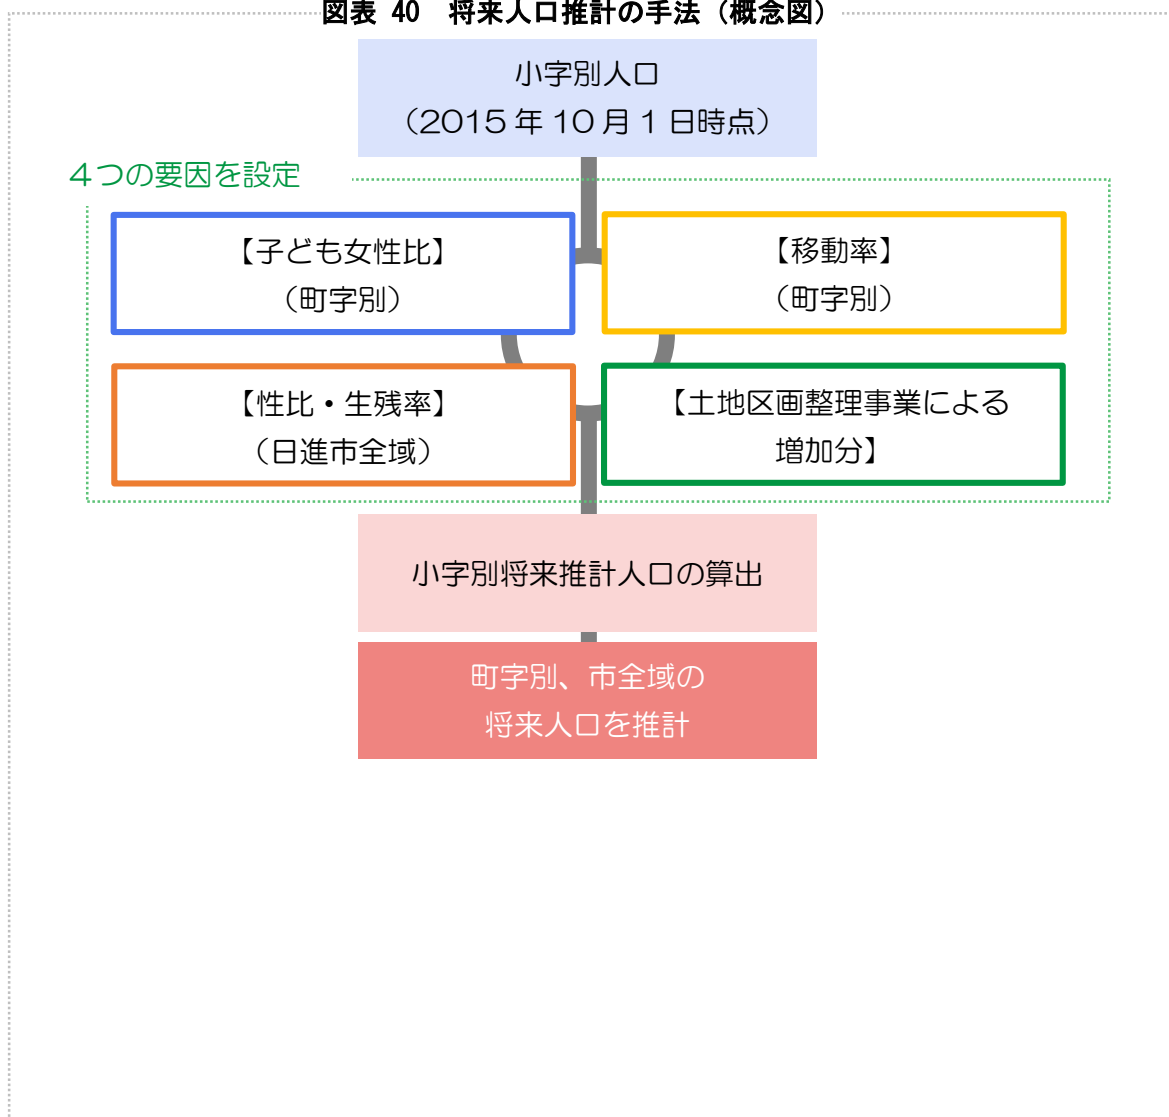 図表 40　将来人口推計の手法（概念図）
小字別人口
（2015 年 10 月 1 日時点）
４つの要因を設定
【子ども女性比】
（町字別）
【移動率】
（町字別）
【性比・生残率】
（日進市全域）
【土地区画整理事業による
増加分】
小字別将来推計人口の算出
町字別、市全域の
将来人口を推計